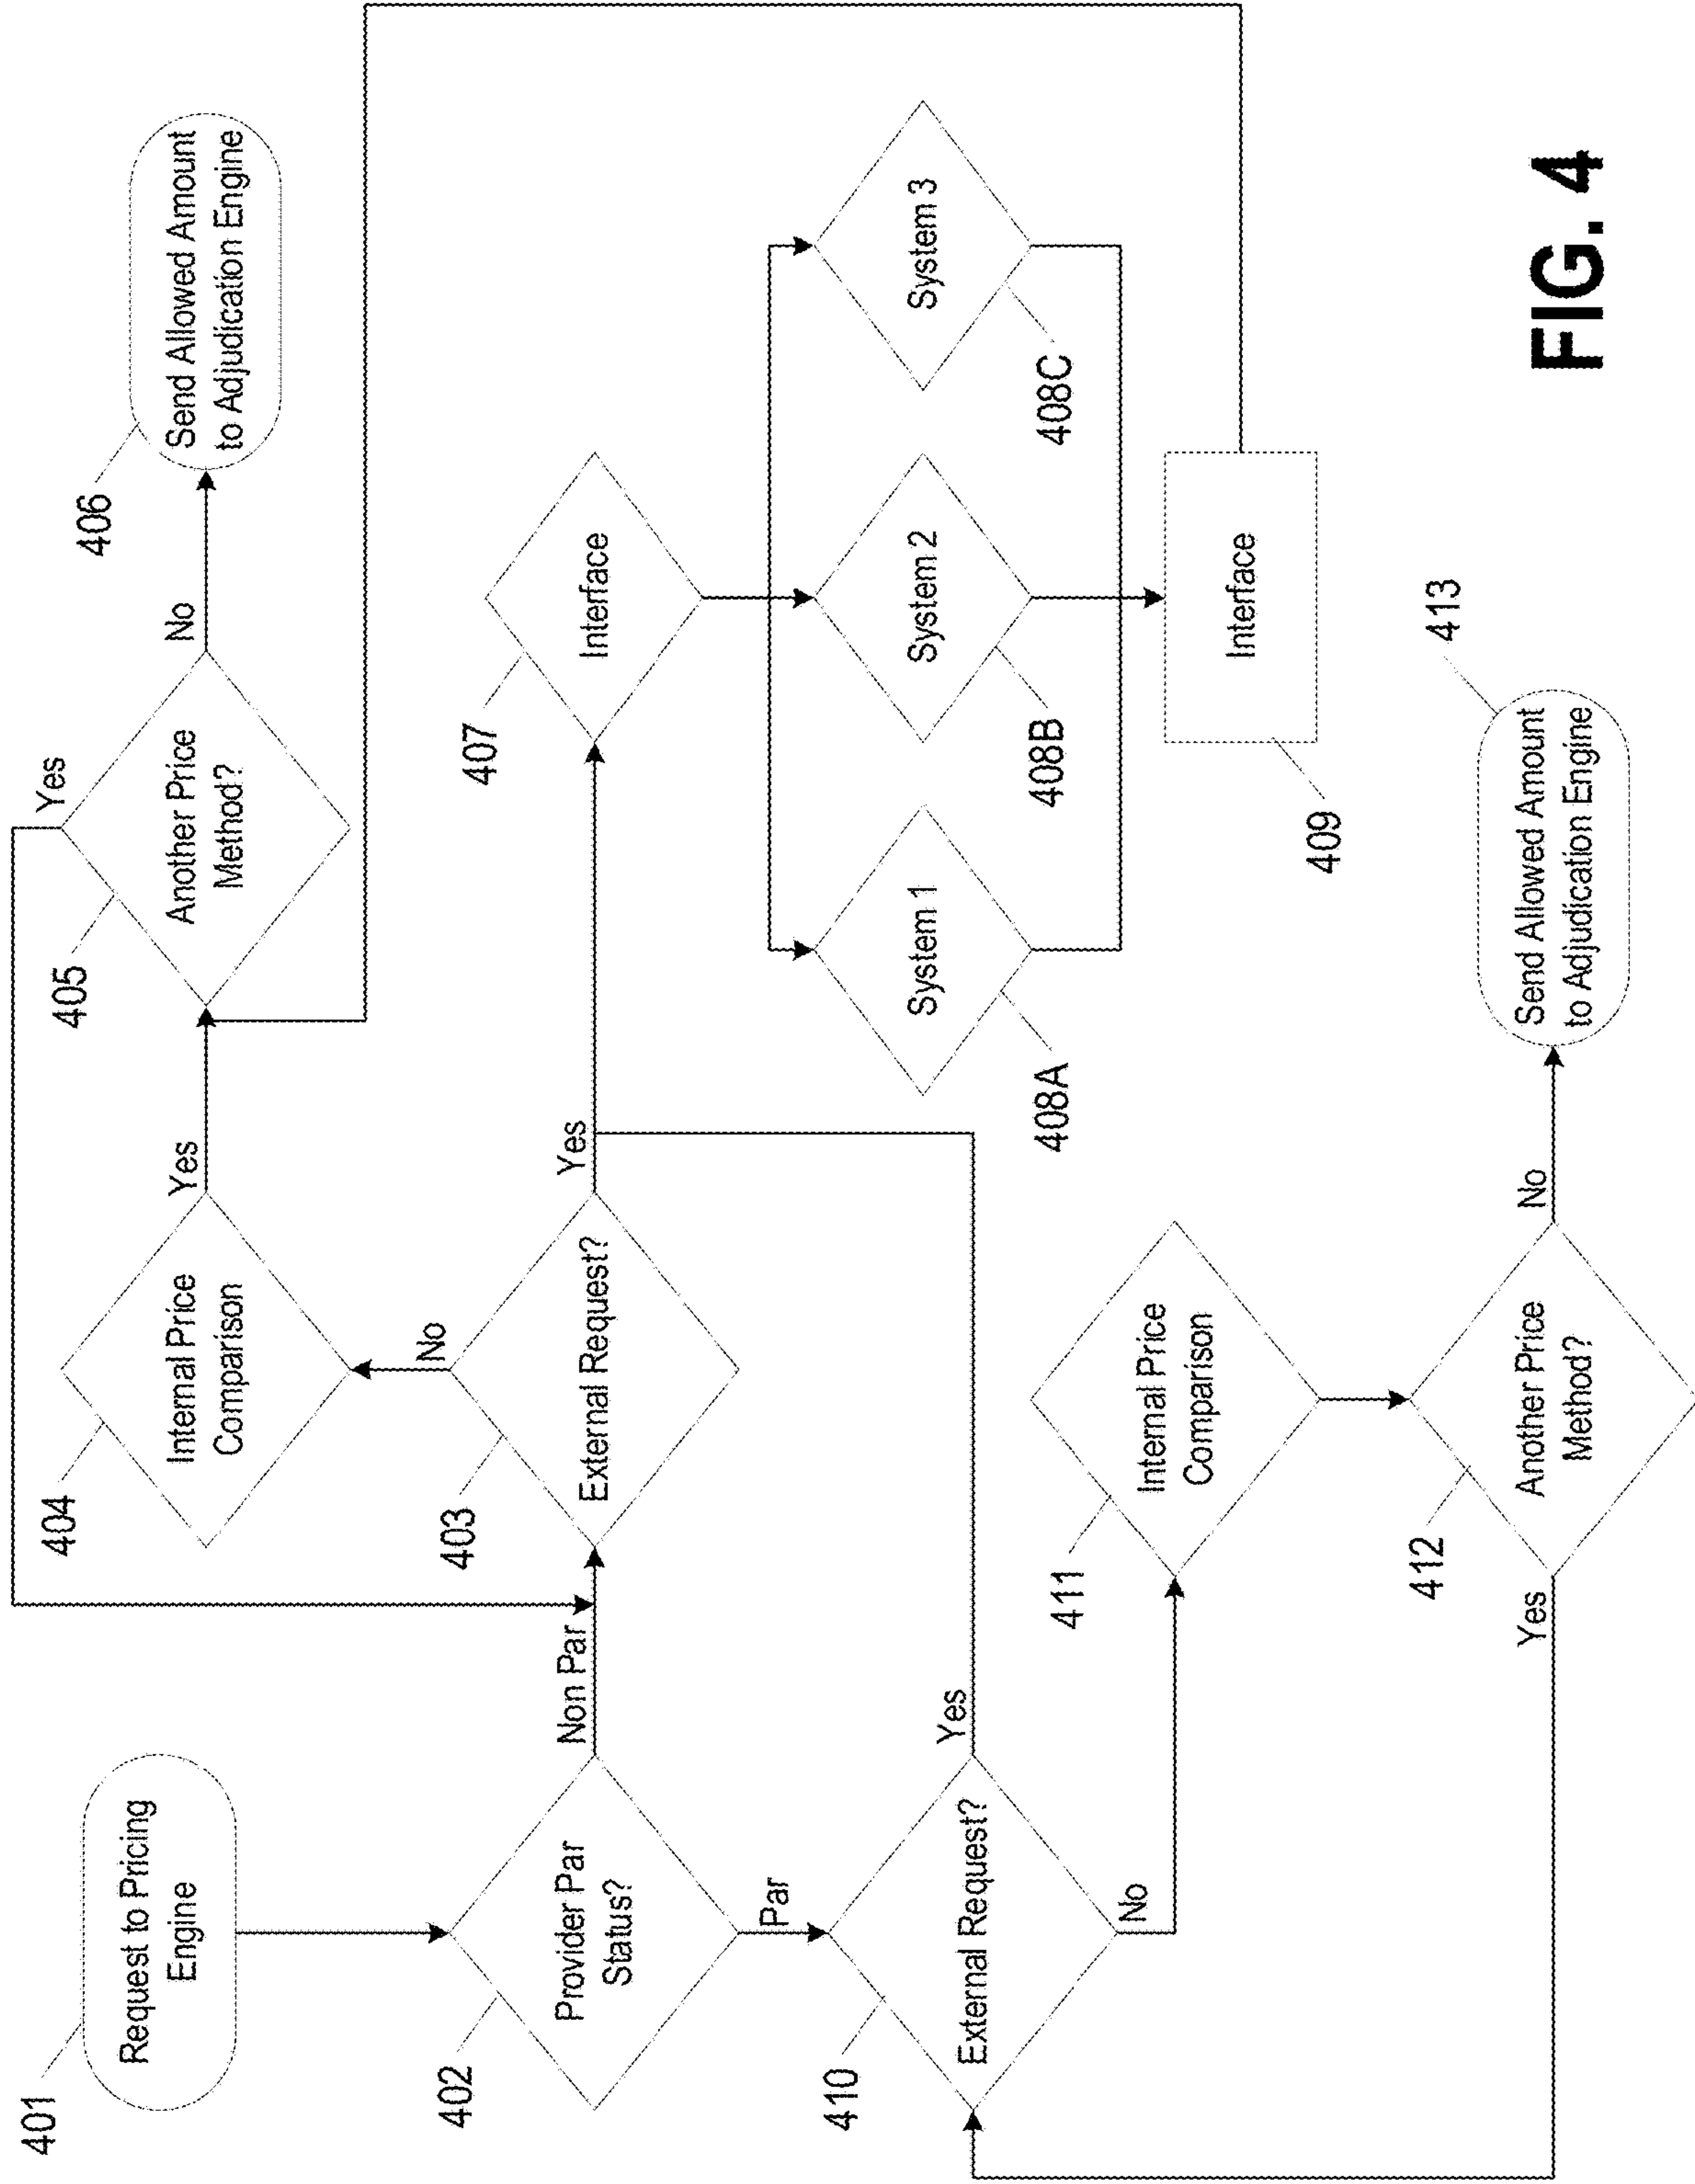 401
Request to Pricing
Engine
402
Provider Par
Status?
Non Par
Par
403
External Request?
No
Yes
404
Internal Price
Comparison
Yes
405
Another Price
Method?
Yes
No
406
Send Allowed Amount
to Adjudication Engine
407
Interface
System 1
408A
System 2
408B
System 3
408C
Interface
409
410
External Request?
Yes
No
411
Internal Price
Comparison
412
Another Price
Method?
Yes
No
413
Send Allowed Amount
to Adjudication Engine
FIG. 4